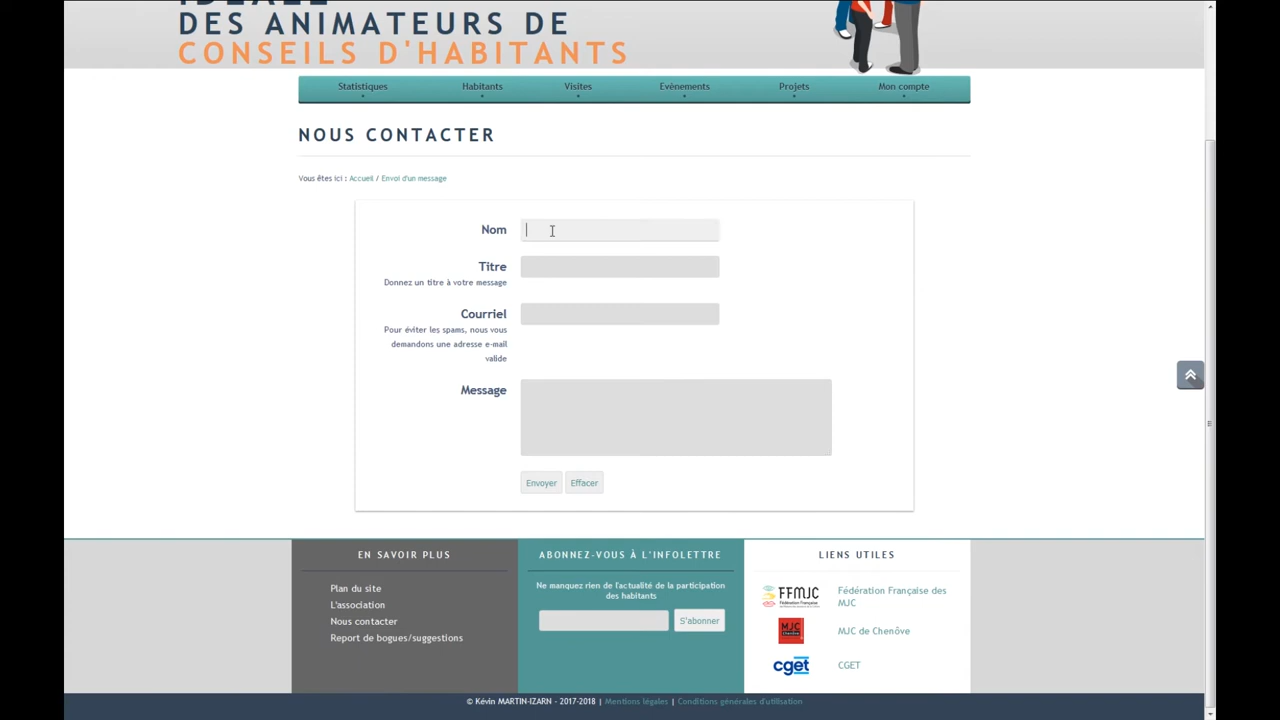 DES ANIMATEURS DE
CONSEILS D'HABITANTS
Statistiques
Habitants
Visites
Evènements
Projets
Mon compte
NOUS CONTACTER
Vous êtes ici : Accueil / Envoi d'un message
Nom
Titre
Donnez un titre à votre message
Courriel
Pour éviter les spams, nous vous
demandons une adresse e-mail
valide
Message
Envoyer
Effacer
EN SAVOIR PLUS
Plan du site
L'association
Nous contacter
Report de bogues/suggestions
ABONNEZ-VOUS À L'INFOLETTRE
Ne manquez rien de l'actualité de la participation
des habitants
S'abonner
LIENS UTILES
FFMJC
Fédération Française des
MJC
MJC
MJC de Chenôve
cget
CGET
© Kévin MARTIN-IZARN - 2017-2018 | Mentions légales | Conditions générales d'utilisation